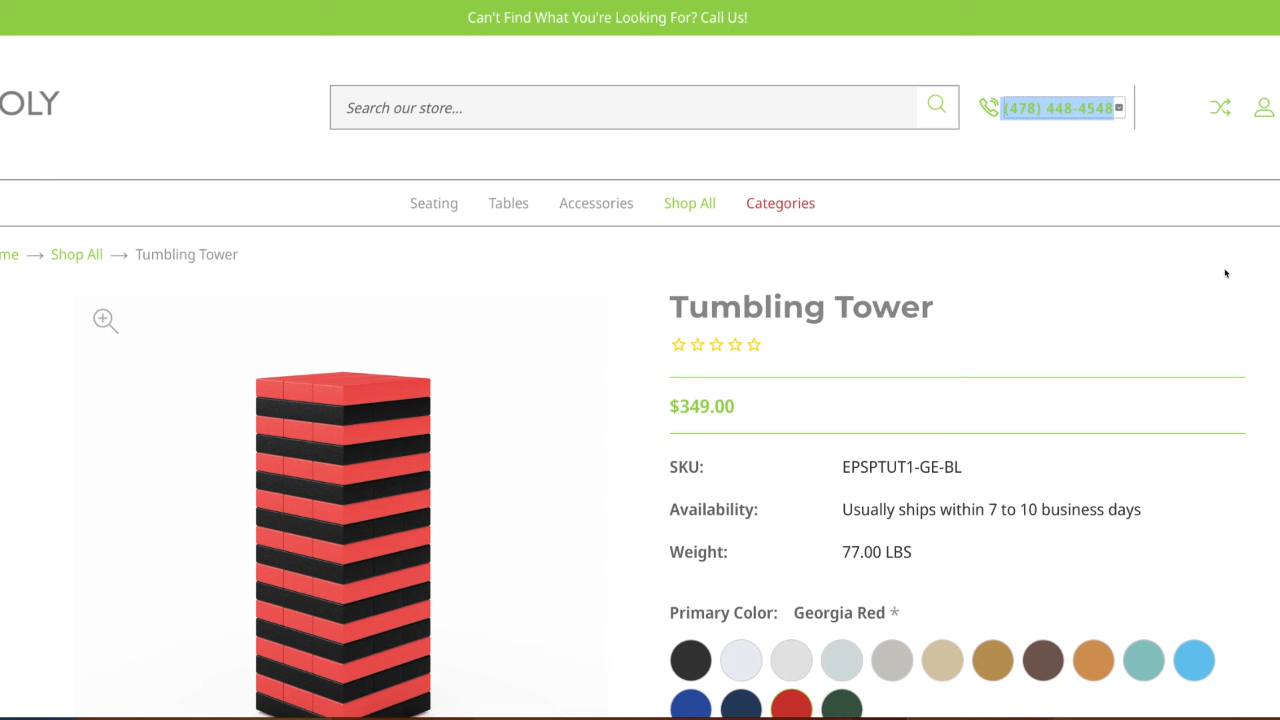 Can't Find What You're Looking For? Call Us!
OLY
Search our store...
(478) 448-4548
Seating Tables Accessories Shop All Categories
me → Shop All → Tumbling Tower
Tumbling Tower
$349.00
SKU: EPSPTUT1-GE-BL
Availability: Usually ships within 7 to 10 business days
Weight: 77.00 LBS
Primary Color: Georgia Red *